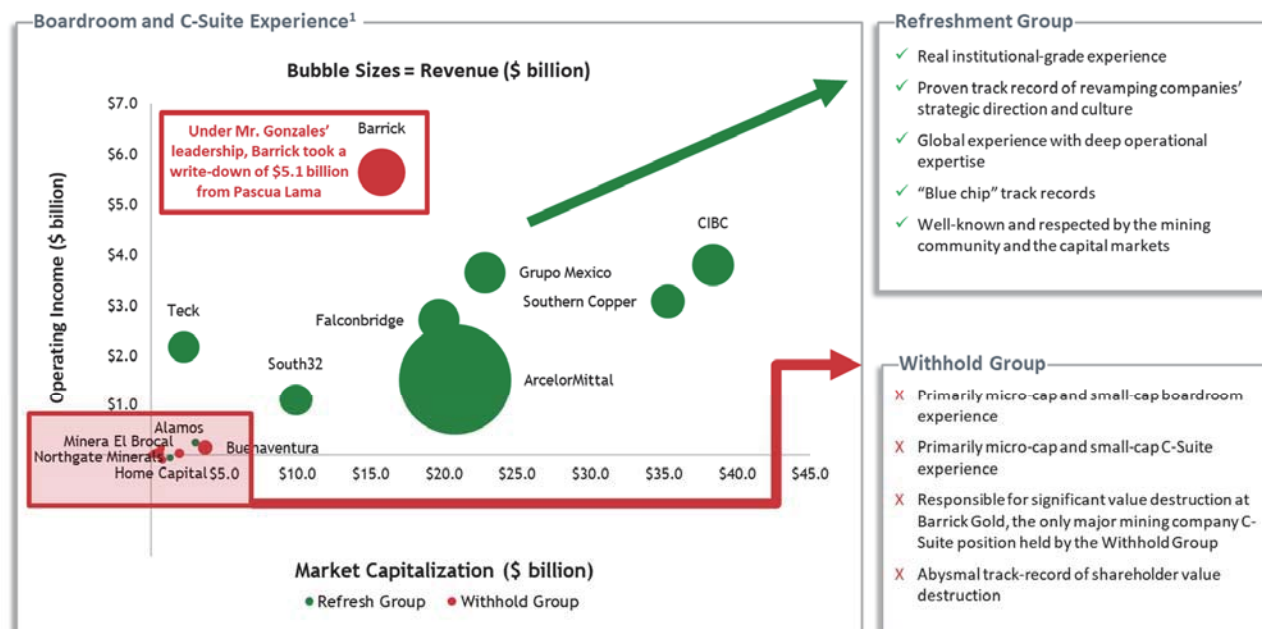 Boardroom and C-Suite Experience1
Bubble Sizes = Revenue ($ billion)
Operating Income ($ billion)
$7.0
$6.0
$5.0
$4.0
$3.0
$2.0
$1.0
Under Mr. Gonzales'
leadership, Barrick took a
write-down of $5.1 billion
from Pascua Lama
Barrick
CIBC
Grupo Mexico
Southern Copper
Teck
Falconbridge
South32
ArcelorMittal
Alamos
Minera El Brocal
Buenaventura
Northgate Minerals
Home Capital
$5.0 $10.0 $15.0 $20.0 $25.0 $30.0 $35.0 $40.0 $45.0
Market Capitalization ($ billion)
Refresh Group Withhold Group
Refreshment Group
✓ Real institutional-grade experience
✓ Proven track record of revamping companies'
strategic direction and culture
✓ Global experience with deep operational
expertise
✓ "Blue chip" track records
✓ Well-known and respected by the mining
community and the capital markets
Withhold Group
X Primarily micro-cap and small-cap boardroom
experience
X Primarily micro-cap and small-cap C-Suite
experience
X Responsible for significant value destruction at
Barrick Gold, the only major mining company C-
Suite position held by the Withhold Group
X Abysmal track-record of shareholder value
destruction